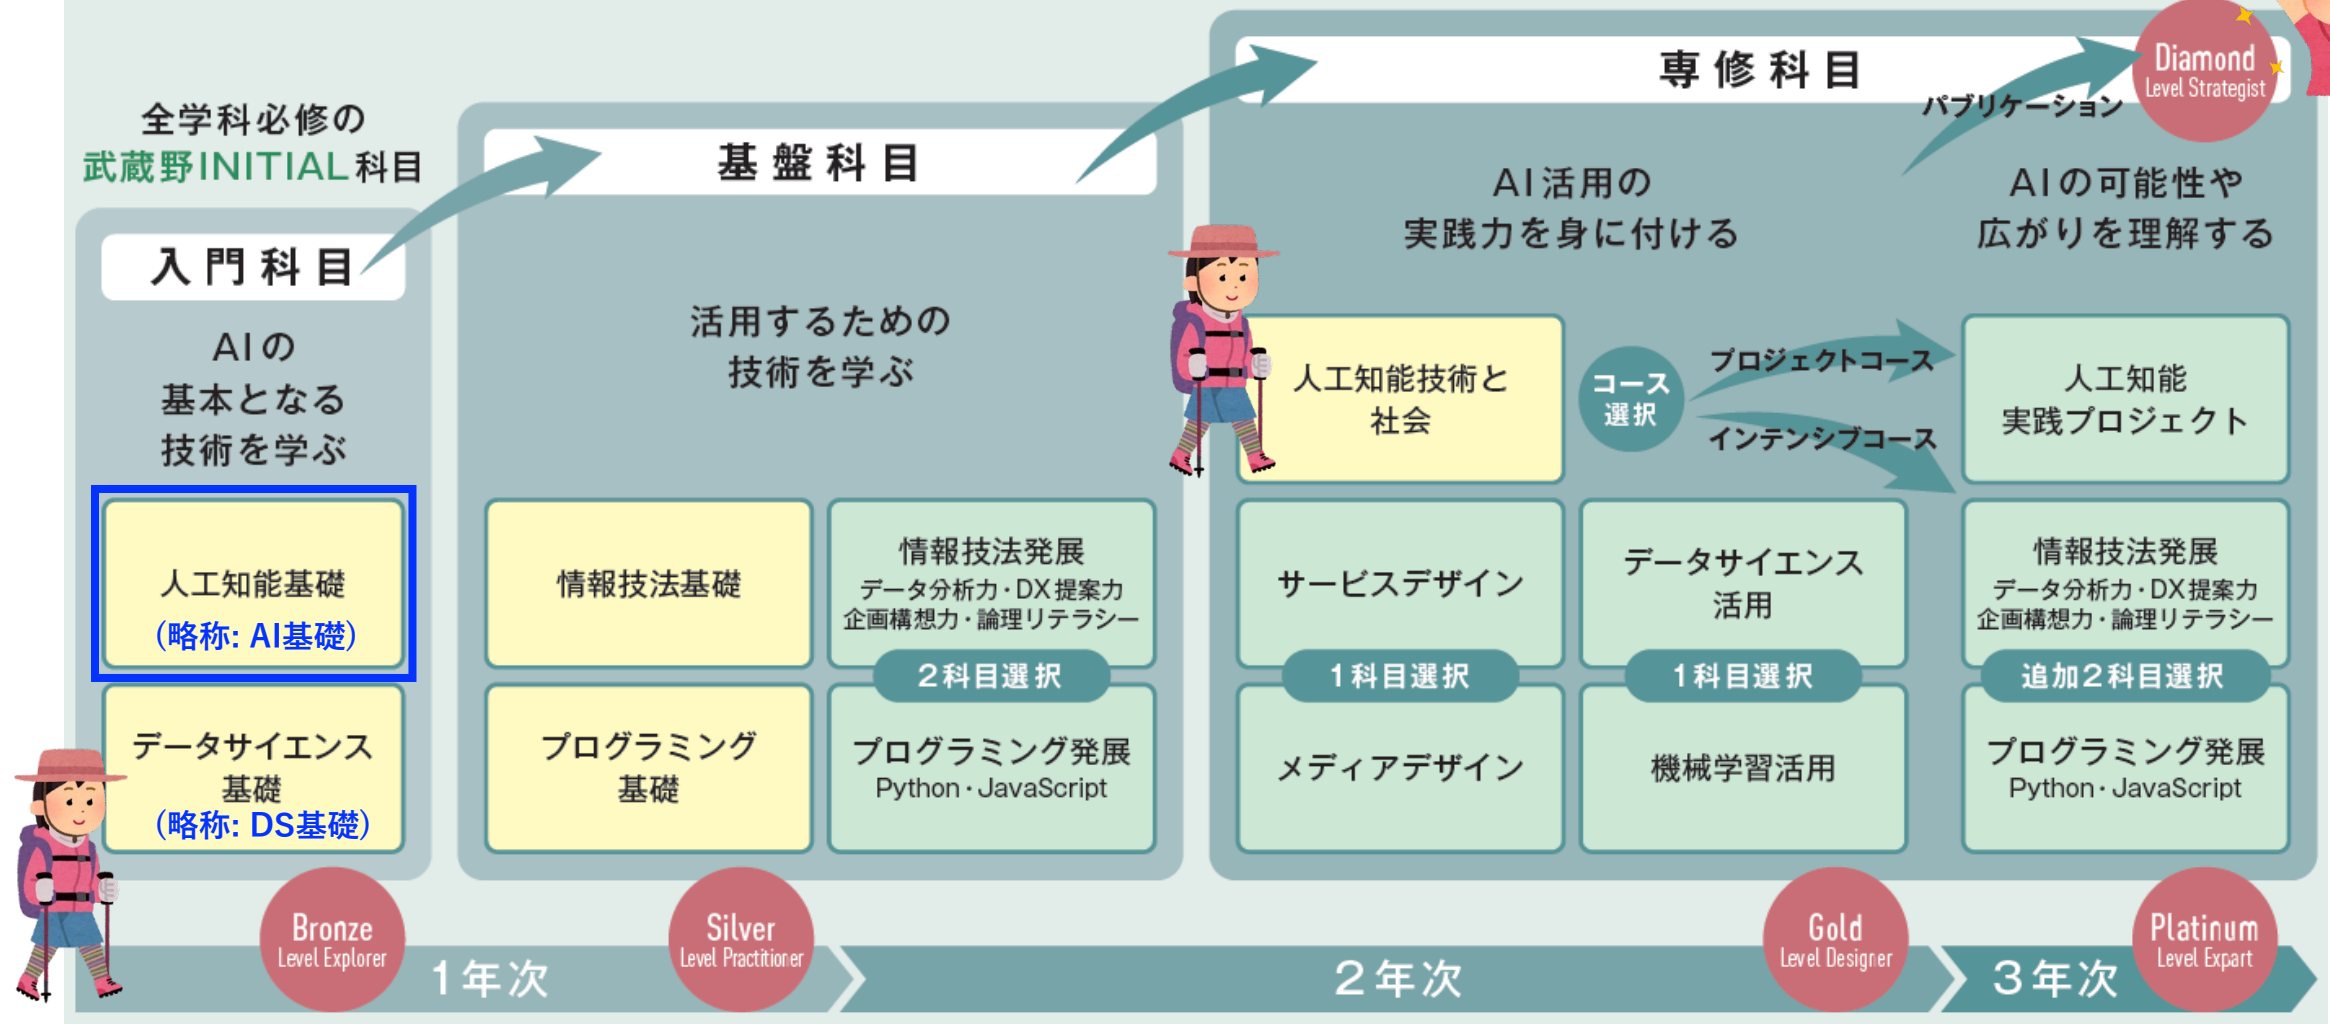 全学科必修の
武蔵野INITIAL科目
入門科目
AIの
基本となる
技術を学ぶ
人工知能基礎
（略称: AI基礎）
データサイエンス
基礎
（略称: DS基礎）
基盤科目
活用するための
技術を学ぶ
情報技法基礎
プログラミング
基礎
情報技法発展
データ分析力・DX提案力
企画構想力・論理リテラシー
2科目選択
プログラミング発展
Python・JavaScript
専修科目
AI活用の
実践力を身に付ける
人工知能技術と
社会
コース
選択
プロジェクトコース
インテンシブコース
サービスデザイン
1科目選択
メディアデザイン
データサイエンス
活用
1科目選択
機械学習活用
パブリケーション
Diamond
Level Strategist
AIの可能性や
広がりを理解する
人工知能
実践プロジェクト
情報技法発展
データ分析力・DX提案力
企画構想力・論理リテラシー
追加2科目選択
プログラミング発展
Python・JavaScript
Bronze
Level Explorer
1年次
Silver
Level Practitioner
2年次
Gold
Level Designer
3年次
Platinum
Level Expart